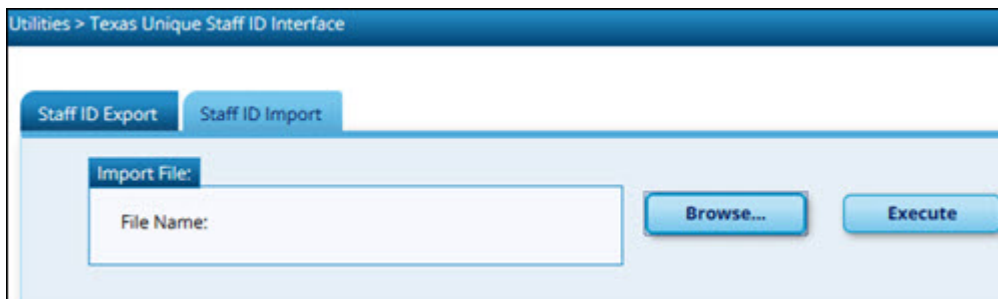 Utilities > Texas Unique Staff ID Interface
Staff ID Export Staff ID Import
Import File:
File Name: Browse... Execute